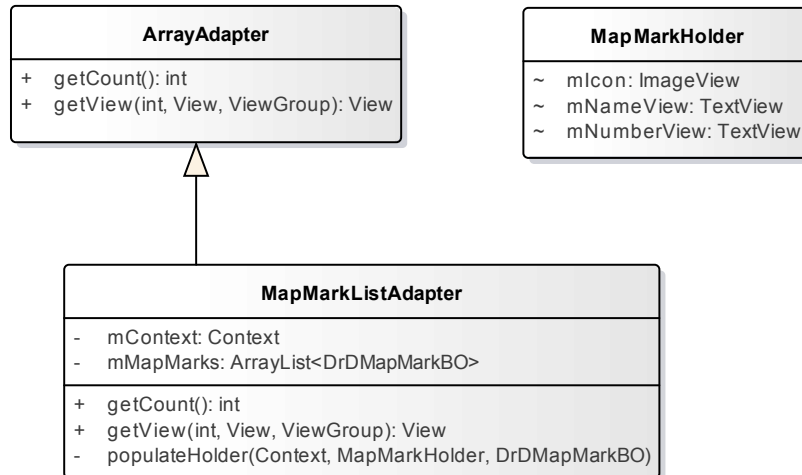 ArrayAdapter
+ getCount(): int
+ getView(int, View, ViewGroup): View
MapMarkHolder
~ mIcon: ImageView
~ mNameView: TextView
~ mNumberView: TextView
MapMarkListAdapter
- mContext: Context
- mMapMarks: ArrayList<DrDMapMarkBO>
+ getCount(): int
+ getView(int, View, ViewGroup): View
- populateHolder(Context, MapMarkHolder, DrDMapMarkBO)